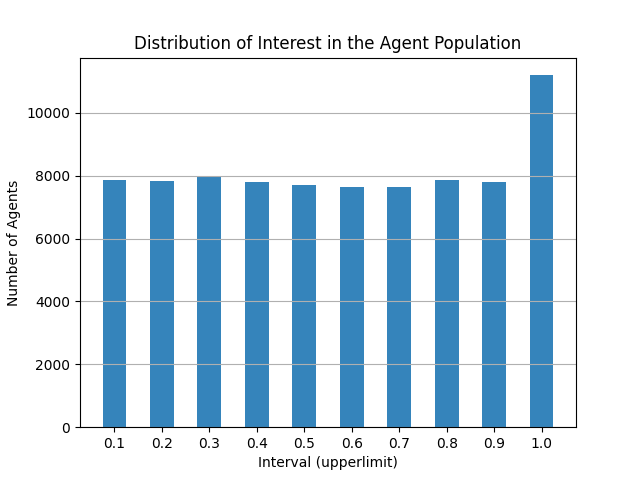 Distribution of Interest in the Agent Population
Number of Agents
10000
8000
6000
4000
2000
0
0.1 0.2 0.3 0.4 0.5 0.6 0.7 0.8 0.9 1.0
Interval (upperlimit)